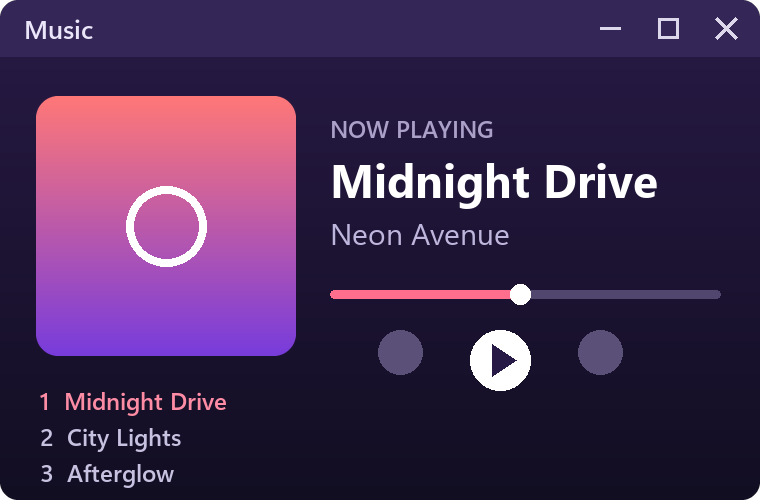 Music
NOW PLAYING
Midnight Drive
Neon Avenue
1 Midnight Drive
2 City Lights
3 Afterglow